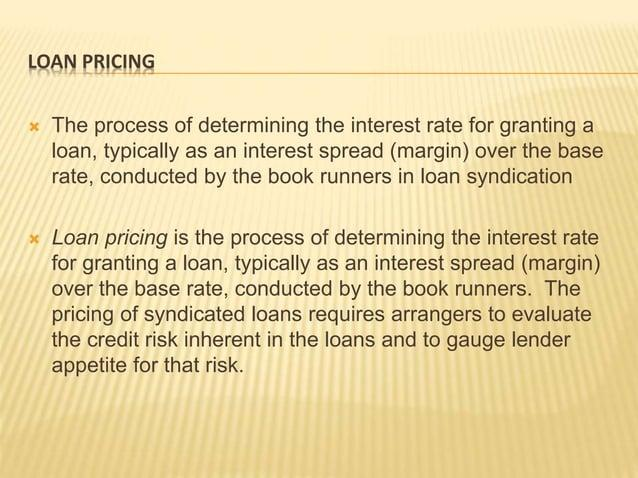 LOAN PRICING
The process of determining the interest rate for granting a
loan, typically as an interest spread (margin) over the base
rate, conducted by the book runners in loan syndication
Loan pricing is the process of determining the interest rate
for granting a loan, typically as an interest spread (margin)
over the base rate, conducted by the book runners.  The
pricing of syndicated loans requires arrangers to evaluate
the credit risk inherent in the loans and to gauge lender
appetite for that risk.